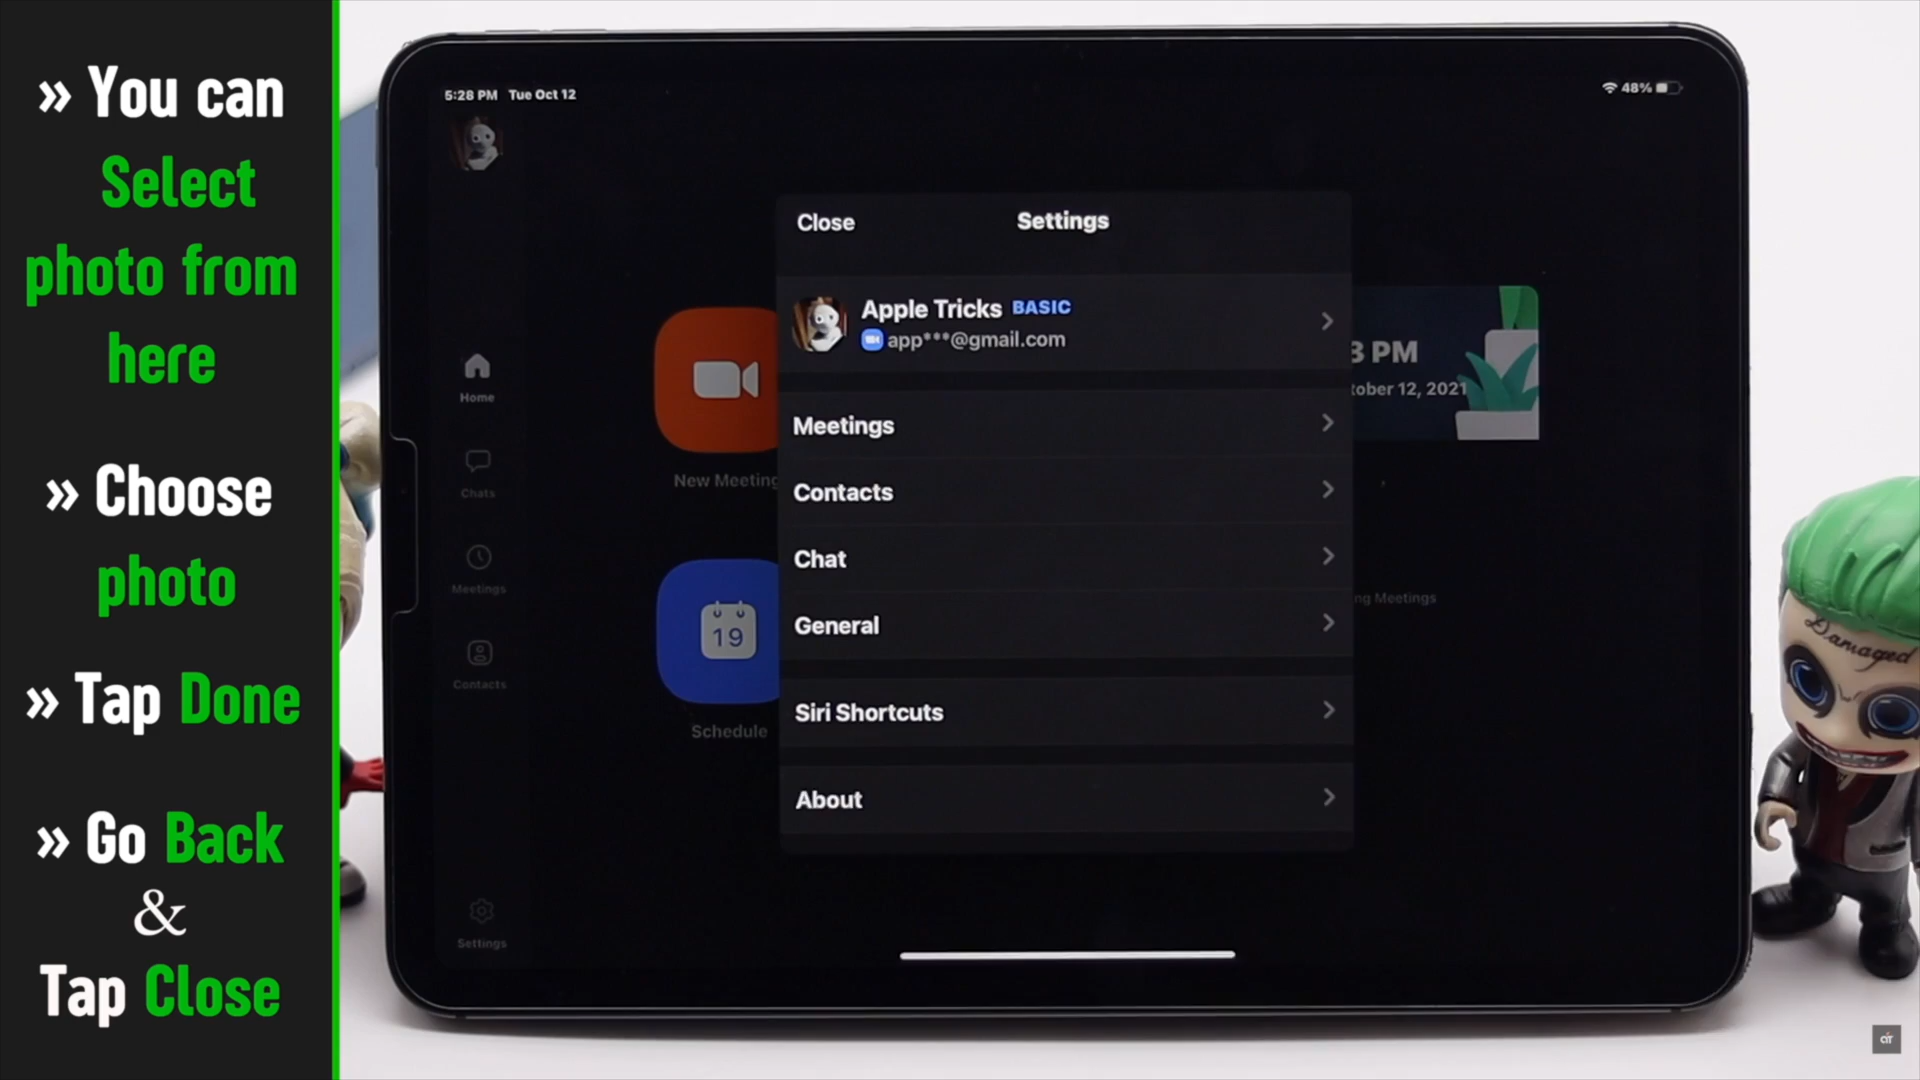 » You can
Select
photo from
here
» Choose
photo
» Tap Done
» Go Back
&
Tap Close
5:28 PM Tue Oct 12
48%
Home
Chats
Meetings
Contacts
Settings
New Meeting
19
Schedule
Close
Settings
Apple Tricks BASIC
app***@gmail.com
Meetings
Contacts
Chat
General
Siri Shortcuts
About
3 PM
tober 12, 2021
ng Meetings
Damaged